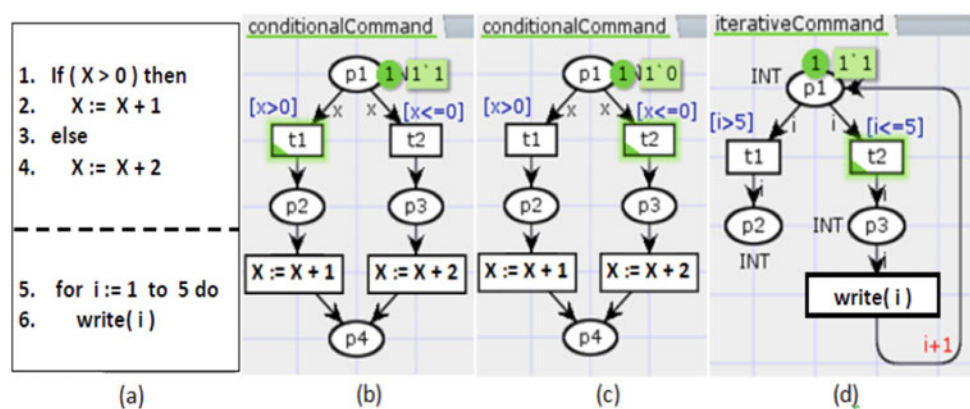 1. If ( X > 0 ) then
2. X := X + 1
3. else
4. X := X + 2
5. for i := 1 to 5 do
6. write( i )
(a)
conditionalCommand
p1 1 1`1
[x>0] x x [x<=0]
t1 t2
p2 p3
X := X + 1 X := X + 2
p4
(b)
conditionalCommand
p1 1 1`0
[x>0] x x [x<=0]
t1 t2
p2 p3
X := X + 1 X := X + 2
p4
(c)
iterativeCommand
1 1`1
INT
p1
[i>5] i i [i<=5]
t1 t2
i i
p2 INT p3
INT
i
write( i )
i+1
(d)